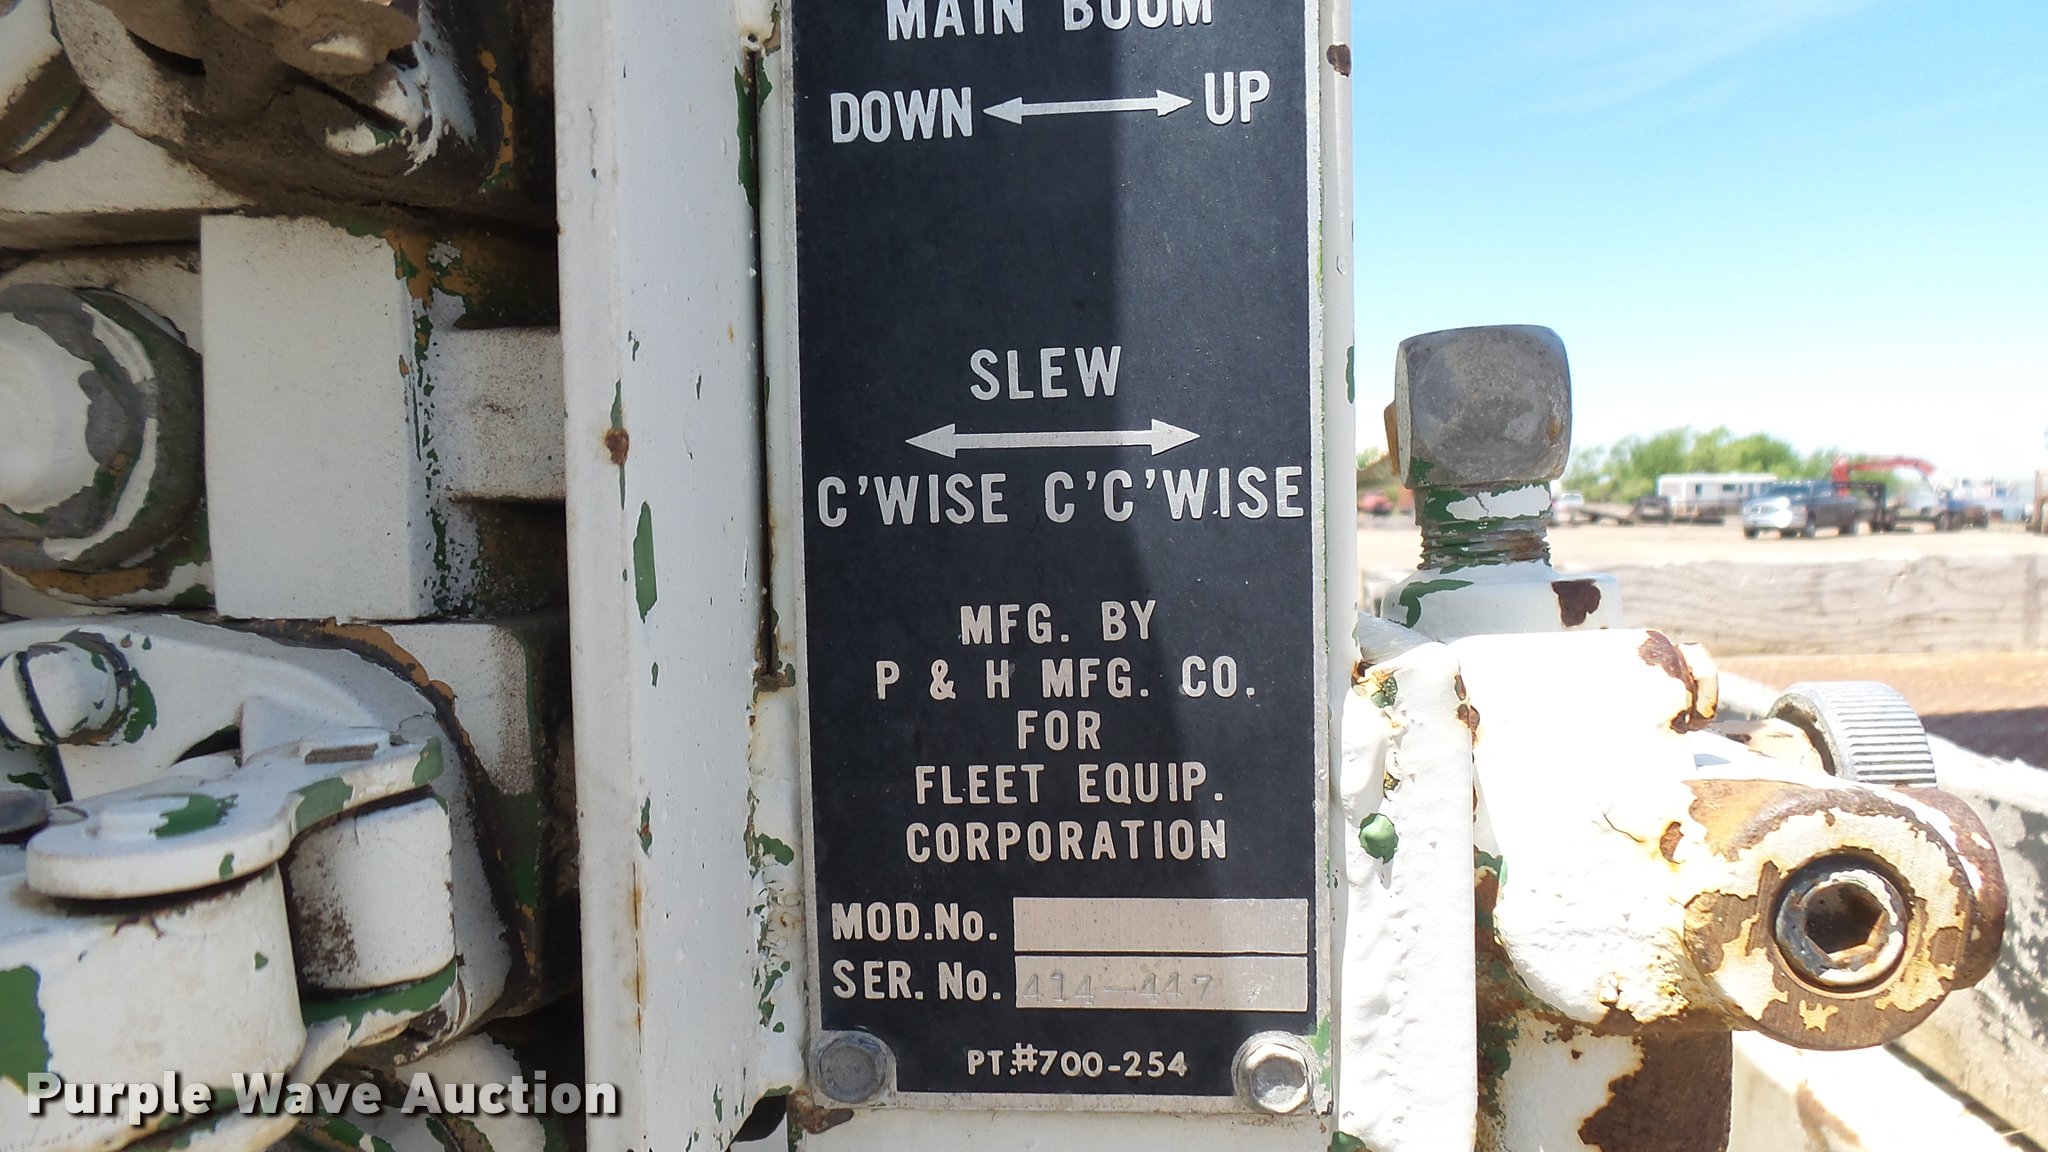 MAIN BOOM
DOWN UP
SLEW
C'WISE C'C'WISE
MFG. BY
P & H MFG. CO.
FOR
FLEET EQUIP.
CORPORATION
MOD.No.
SER.No. 414-447
PT.#700-254
Purple Wave Auction